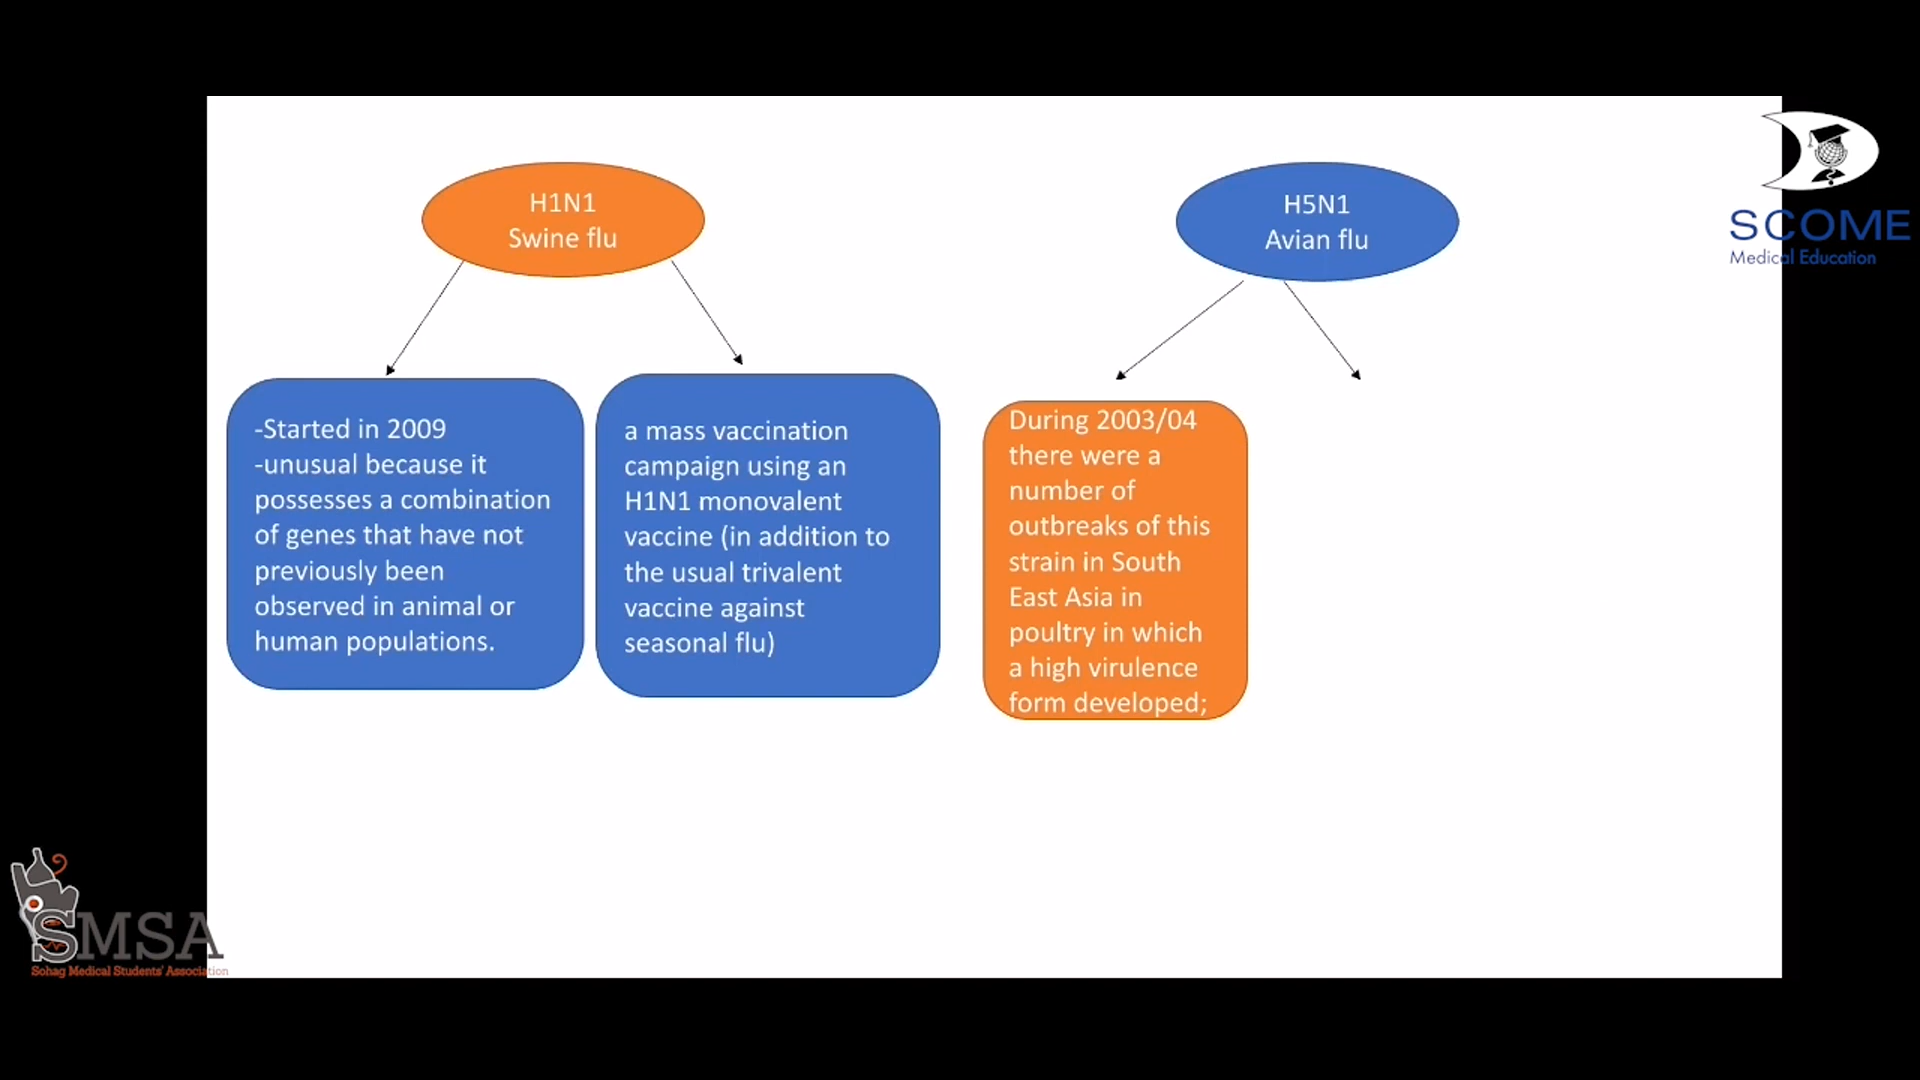 H1N1
Swine flu
H5N1
Avian flu
SCOME
Medical Education
-Started in 2009
-unusual because it
possesses a combination
of genes that have not
previously been
observed in animal or
human populations.
a mass vaccination
campaign using an
H1N1 monovalent
vaccine (in addition to
the usual trivalent
vaccine against
seasonal flu)
During 2003/04
there were a
number of
outbreaks of this
strain in South
East Asia in
poultry in which
a high virulence
form developed;
SMSA
Sohag Medical Students' Association